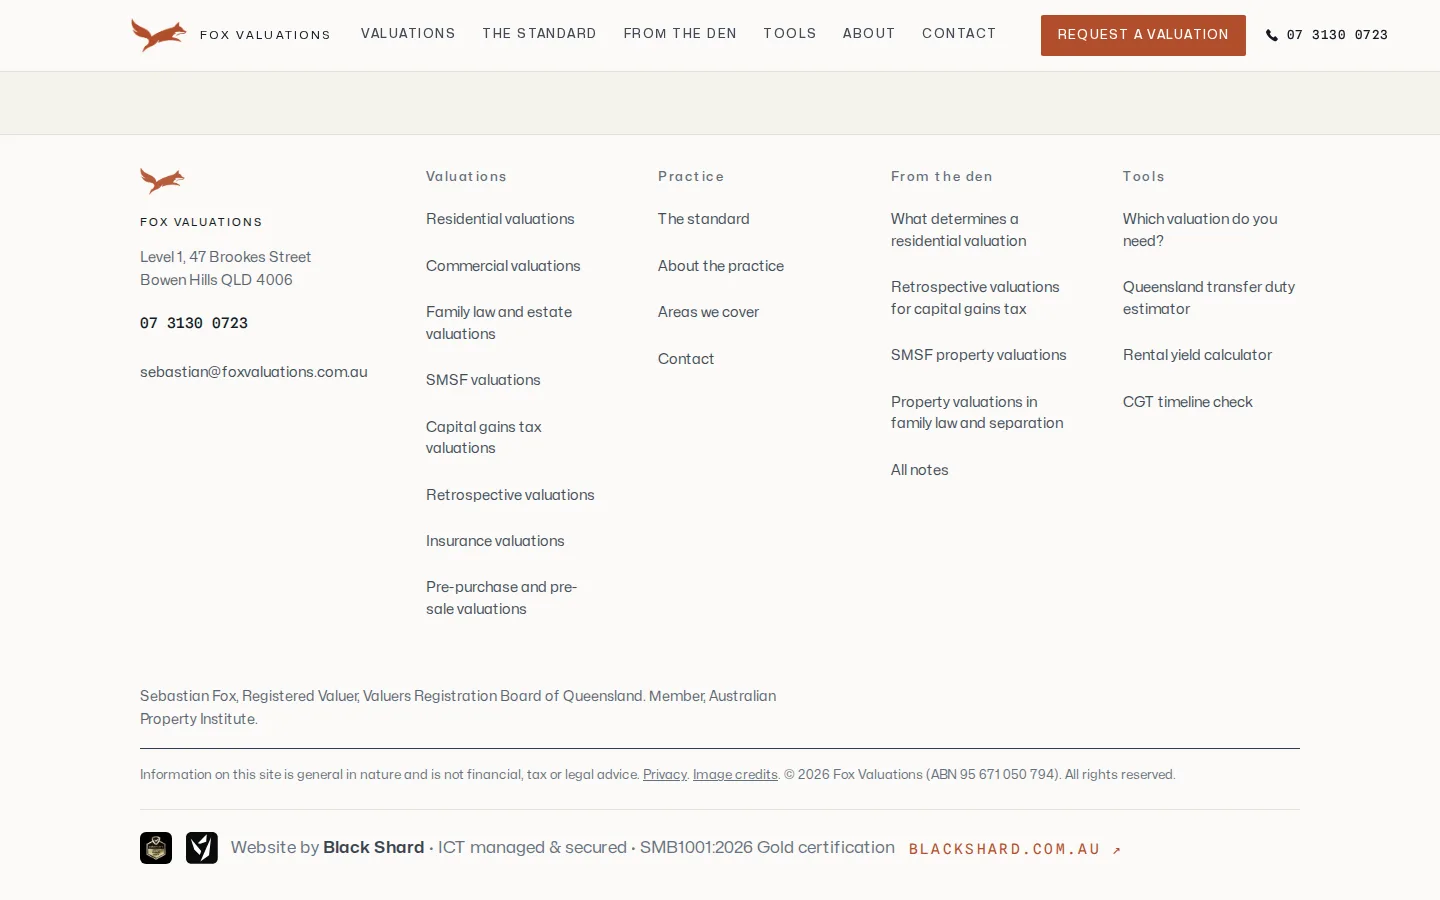 FOX VALUATIONS
VALUATIONS
THE STANDARD
FROM THE DEN
TOOLS
ABOUT
CONTACT
REQUEST A VALUATION
07 3130 0723
FOX VALUATIONS
Level 1, 47 Brookes Street
Bowen Hills QLD 4006
07 3130 0723
sebastian@foxvaluations.com.au
Valuations
Residential valuations
Commercial valuations
Family law and estate
valuations
SMSF valuations
Capital gains tax
valuations
Retrospective valuations
Insurance valuations
Pre-purchase and pre-
sale valuations
Practice
The standard
About the practice
Areas we cover
Contact
From the den
What determines a
residential valuation
Retrospective valuations
for capital gains tax
SMSF property valuations
Property valuations in
family law and separation
All notes
Tools
Which valuation do you
need?
Queensland transfer duty
estimator
Rental yield calculator
CGT timeline check
Sebastian Fox, Registered Valuer, Valuers Registration Board of Queensland. Member, Australian
Property Institute.
Information on this site is general in nature and is not financial, tax or legal advice. Privacy. Image credits. © 2026 Fox Valuations (ABN 95 671 050 794). All rights reserved.
Website by Black Shard · ICT managed & secured · SMB1001:2026 Gold certification
BLACKSHARD.COM.AU ↗